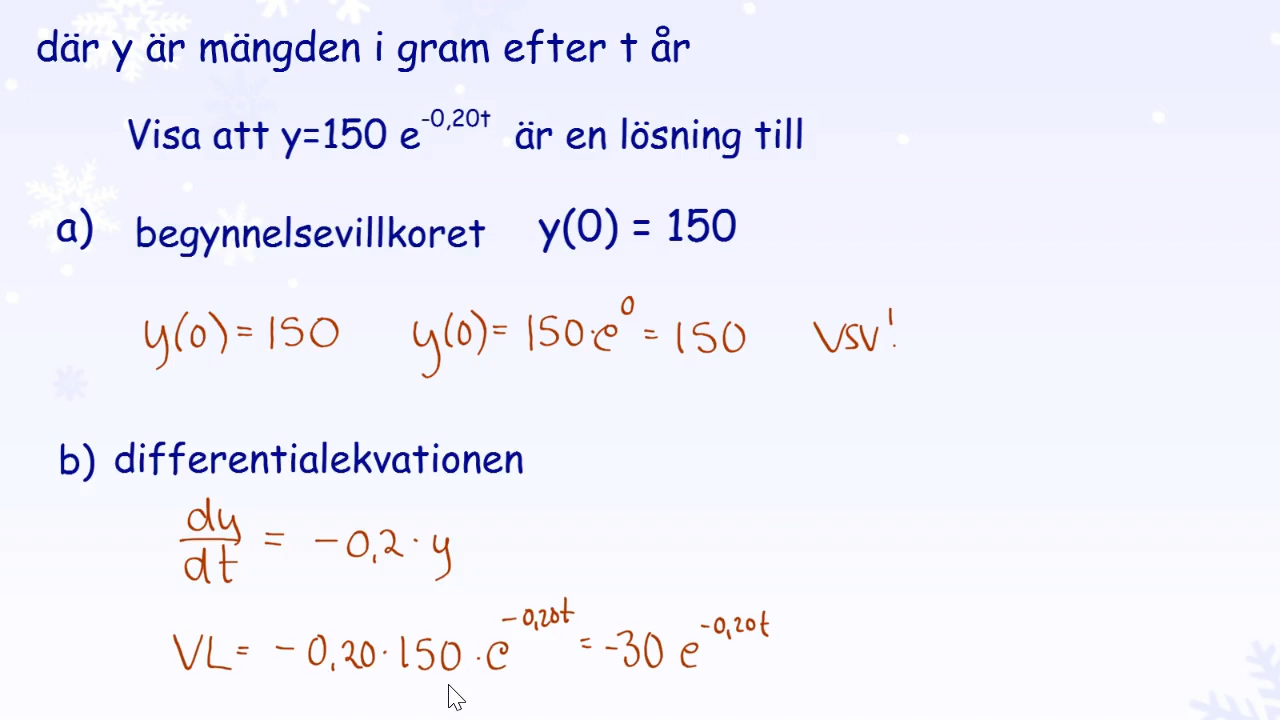 där y är mängden i gram efter t år
Visa att y=150 e^-0,20t är en lösning till
a) begynnelsevillkoret y(0) = 150
y(0) = 150 y(0) = 150·e^0 = 150 VSV!
b) differentialekvationen
dy/dt = -0,2 · y
VL = -0,20 · 150 · e^-0,20t = -30 e^-0,20t